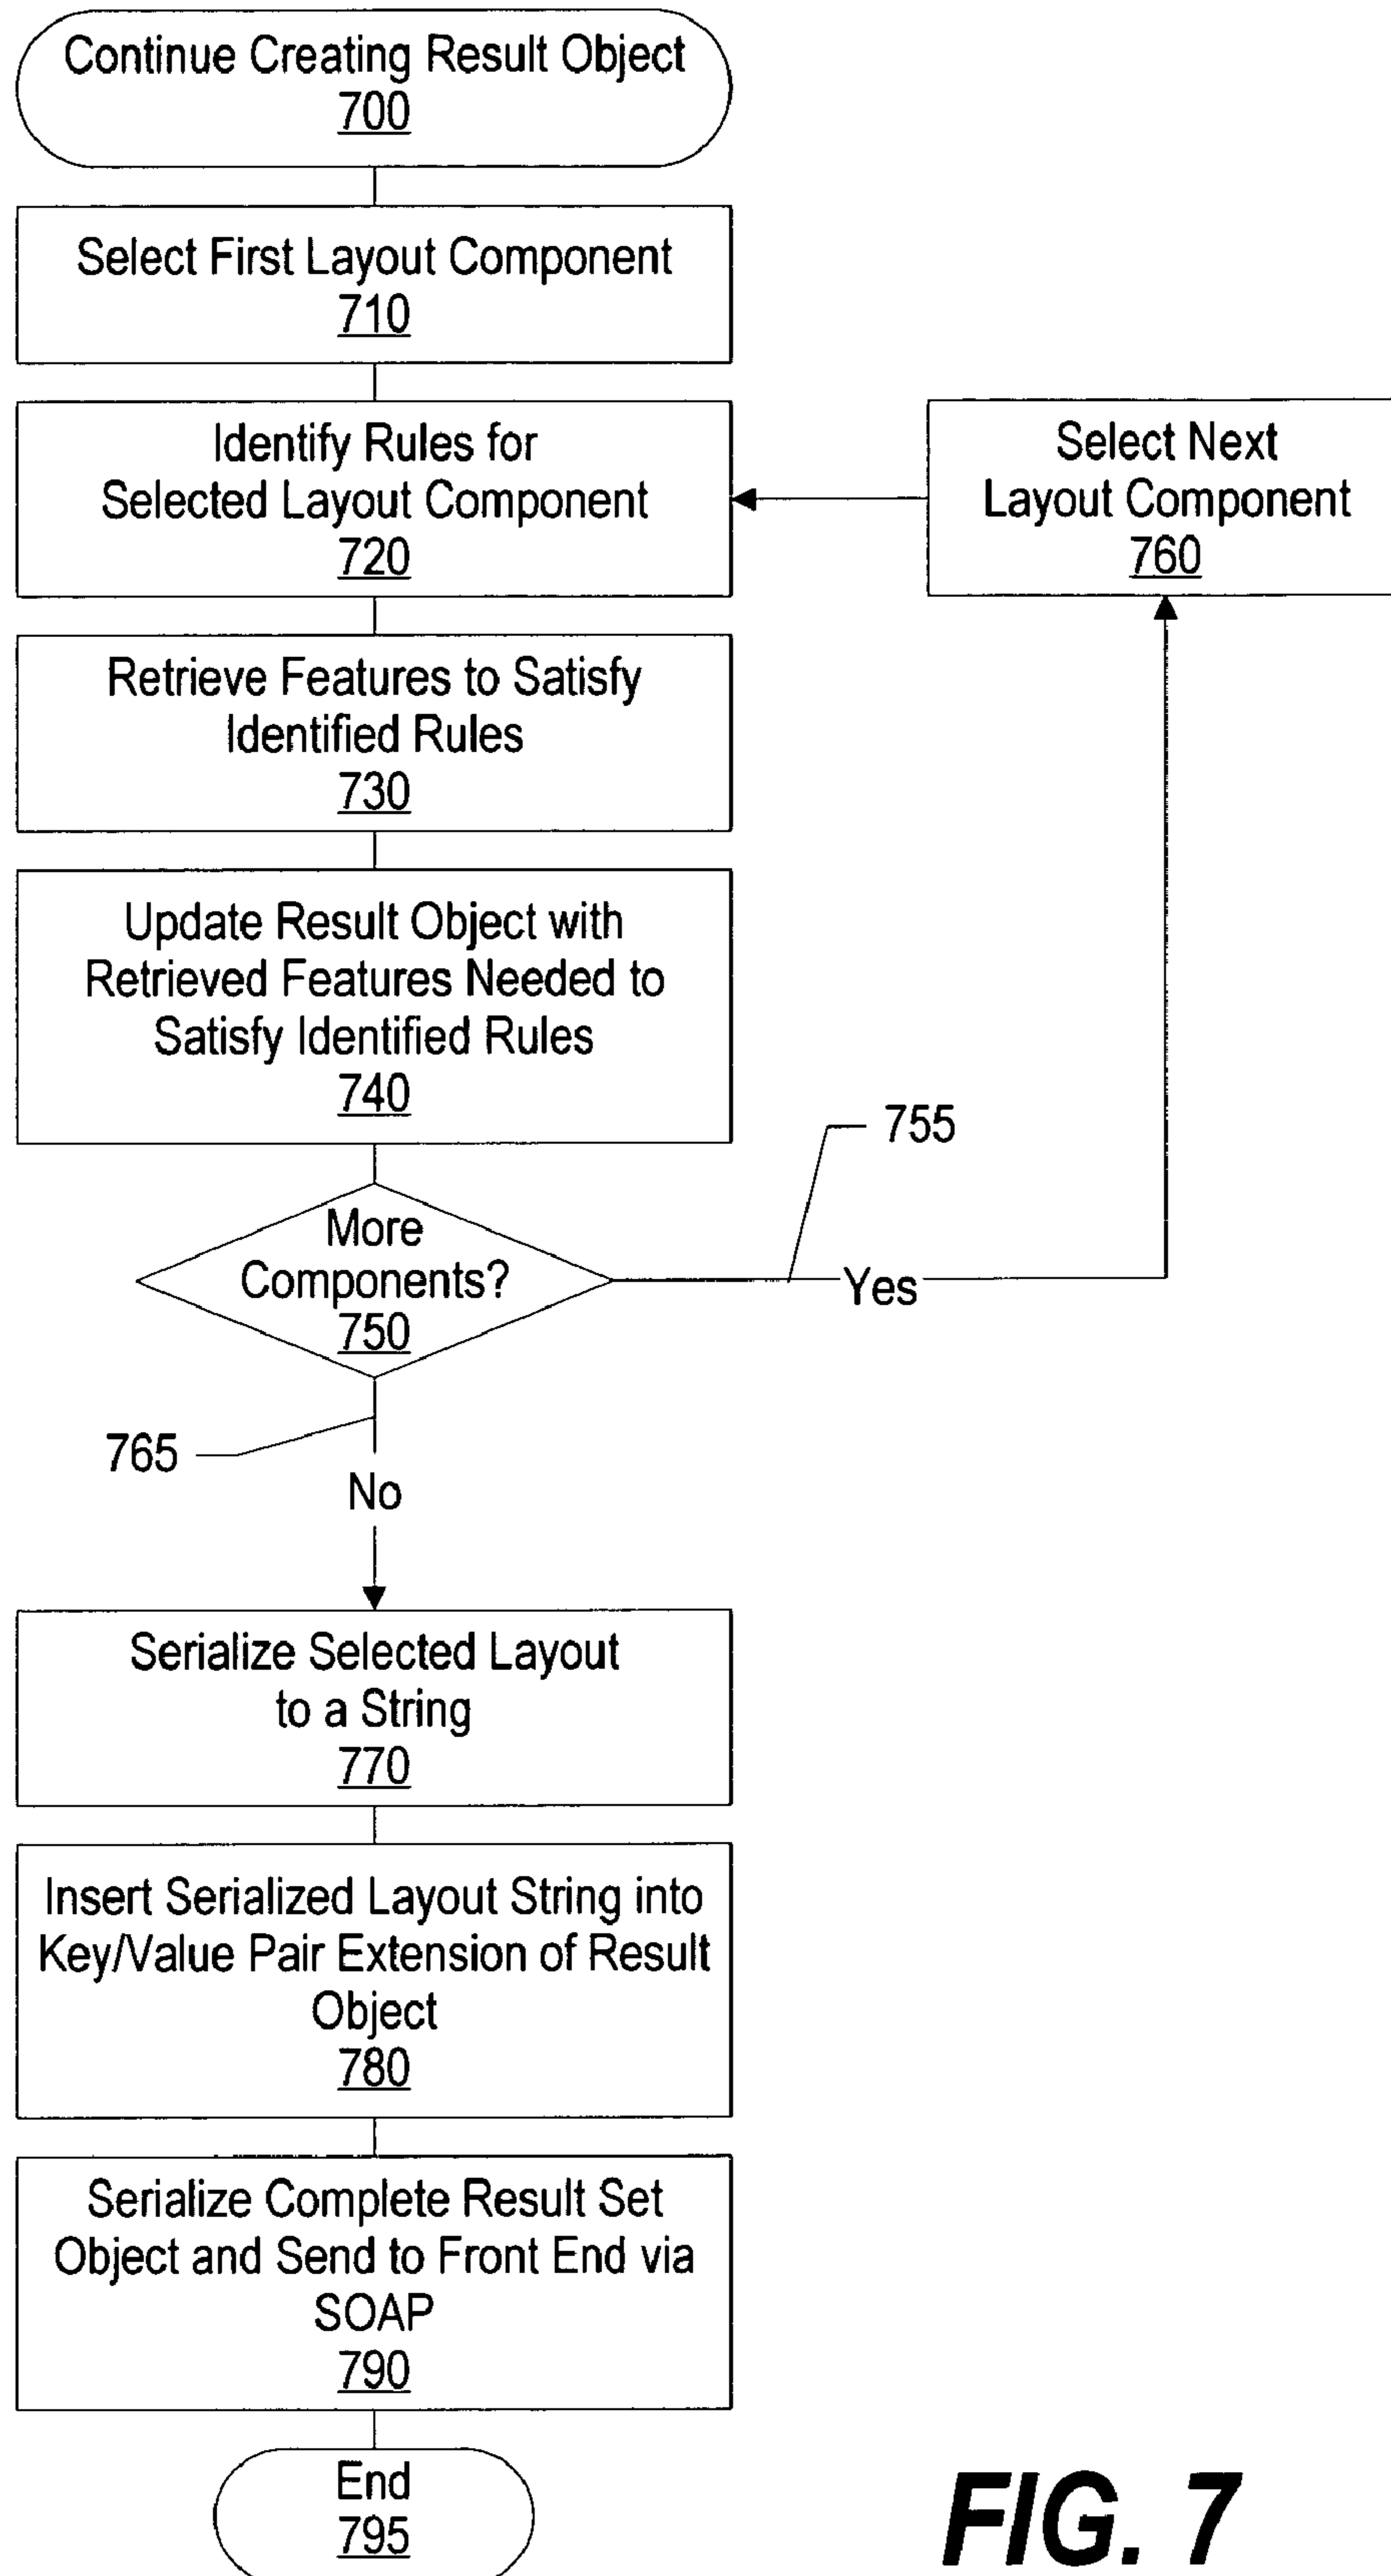 Continue Creating Result Object
700
Select First Layout Component
710
Identify Rules for
Selected Layout Component
720
Select Next
Layout Component
760
Retrieve Features to Satisfy
Identified Rules
730
Update Result Object with
Retrieved Features Needed to
Satisfy Identified Rules
740
755
More
Components?
750
Yes
765
No
Serialize Selected Layout
to a String
770
Insert Serialized Layout String into
Key/Value Pair Extension of Result
Object
780
Serialize Complete Result Set
Object and Send to Front End via
SOAP
790
End
795
FIG. 7